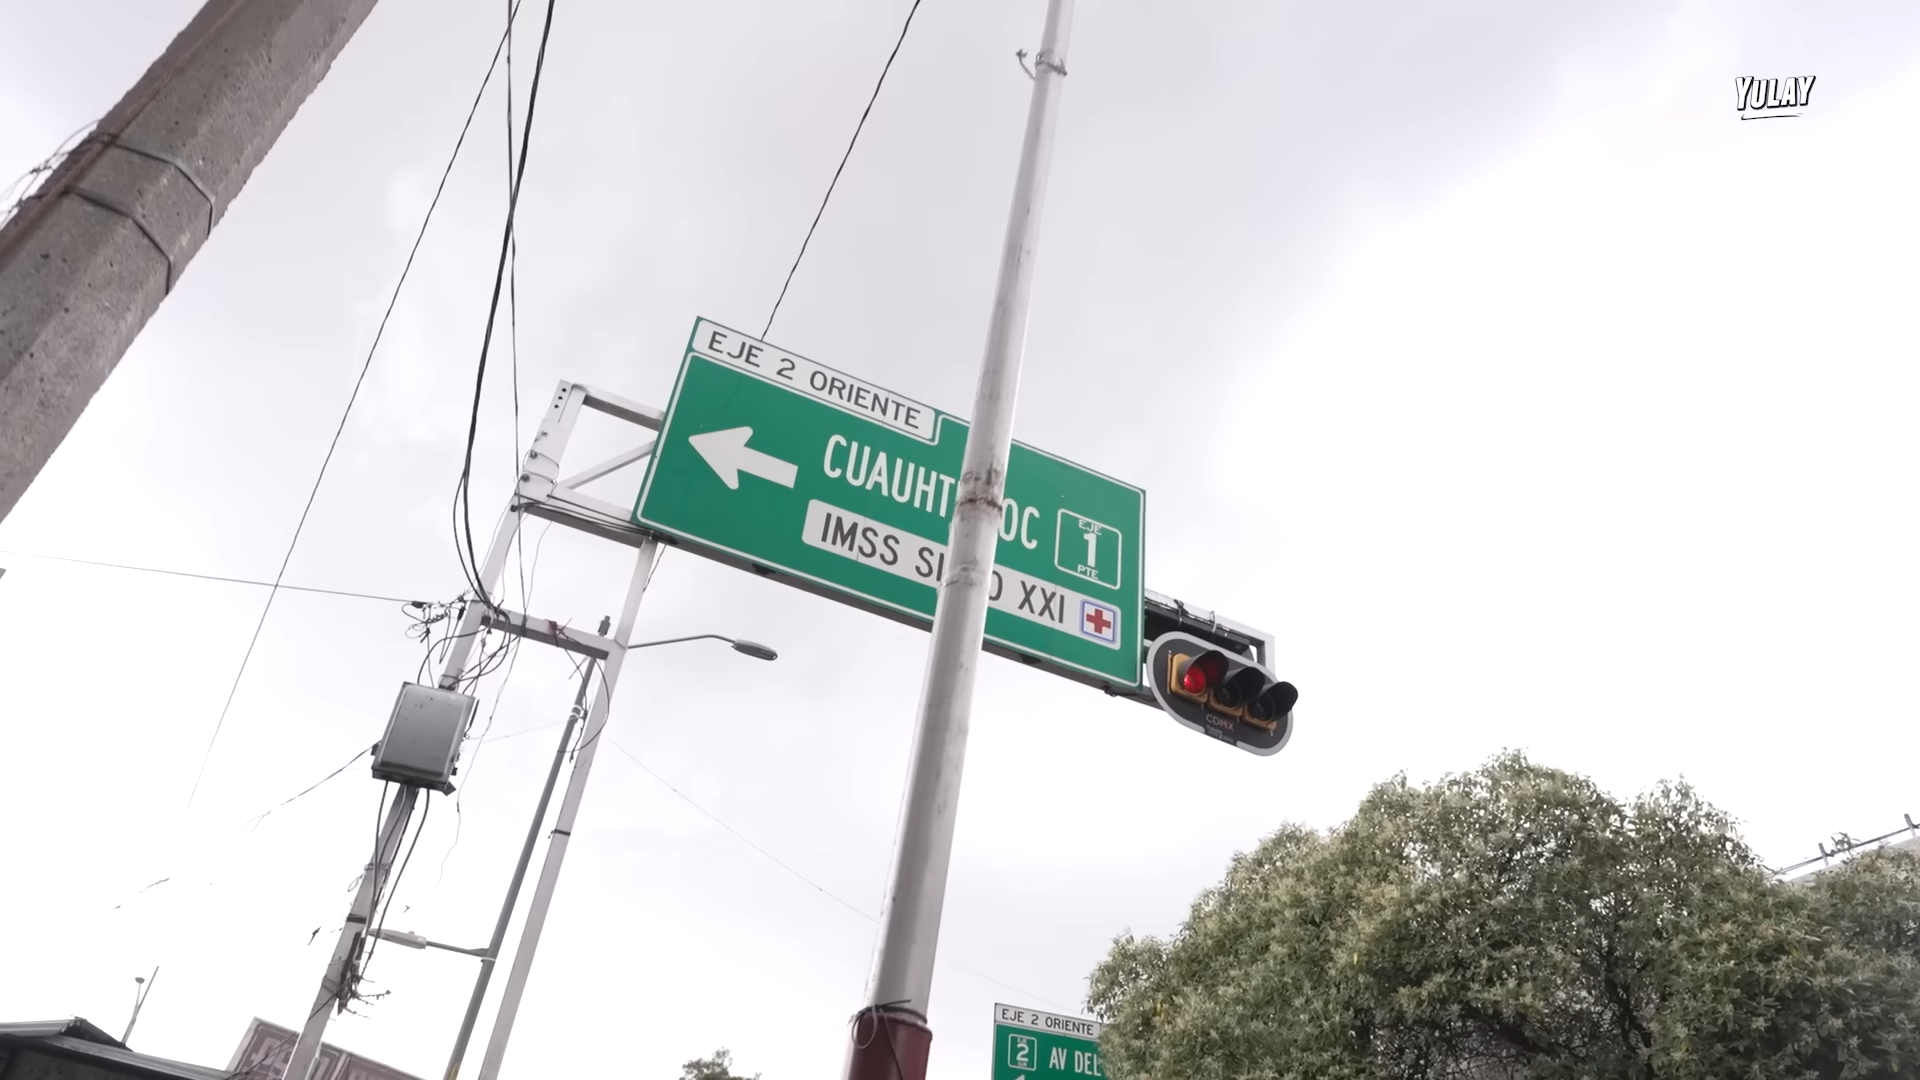 YULAY
EJE 2 ORIENTE
CUAUHT OC
EJE
1
PTE
IMSS SI O XXI
CDMX
EJE 2 ORIENTE
2
AV DEL